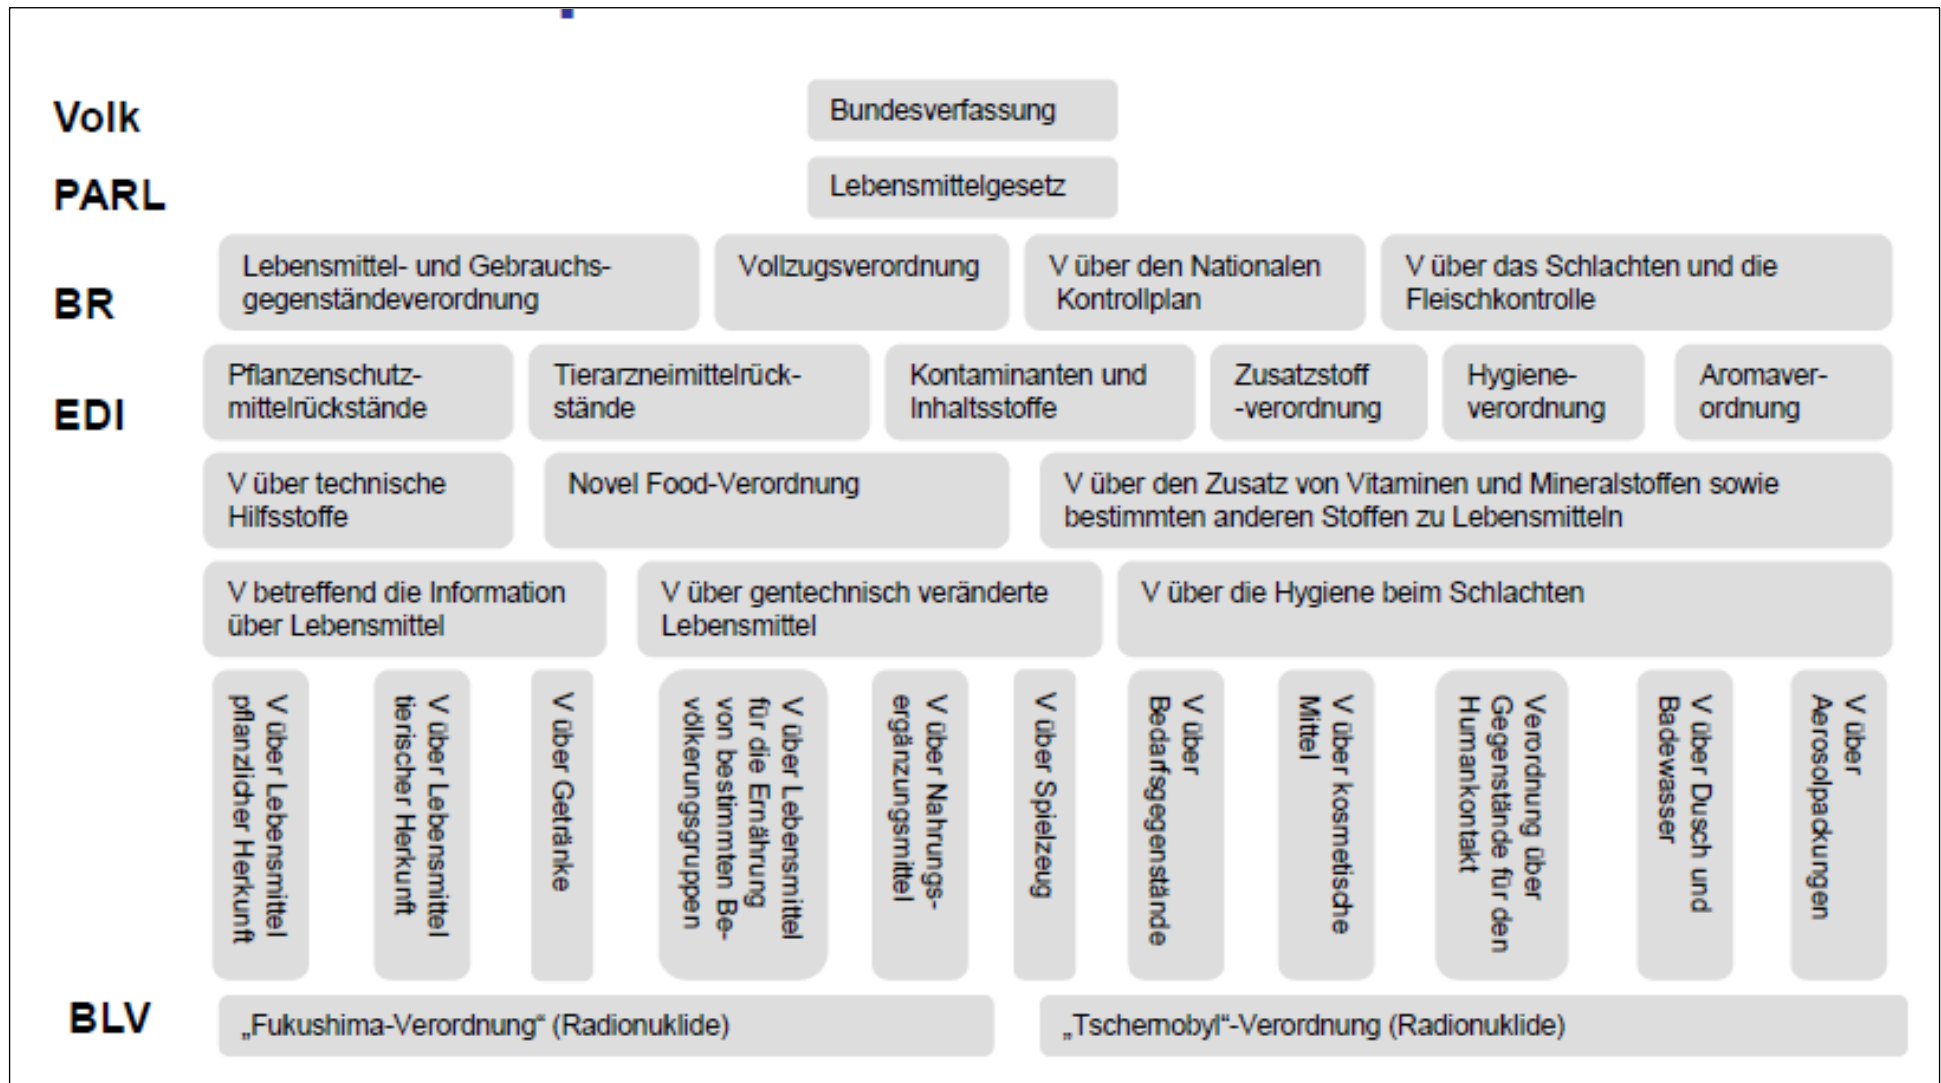 Volk
Bundesverfassung
PARL
Lebensmittelgesetz
BR
Lebensmittel- und Gebrauchs-
gegenständeverordnung
Vollzugsverordnung
V über den Nationalen
Kontrollplan
V über das Schlachten und die
Fleischkontrolle
EDI
Pflanzenschutz-
mittelrückstände
Tierarzneimittelrück-
stände
Kontaminanten und
Inhaltsstoffe
Zusatzstoff
-verordnung
Hygiene-
verordnung
Aromaver-
ordnung
V über technische
Hilfsstoffe
Novel Food-Verordnung
V über den Zusatz von Vitaminen und Mineralstoffen sowie
bestimmten anderen Stoffen zu Lebensmitteln
V betreffend die Information
über Lebensmittel
V über gentechnisch veränderte
Lebensmittel
V über die Hygiene beim Schlachten
V über Lebensmittel
pflanzlicher Herkunft
V über Lebensmittel
tierischer Herkunft
V über Getränke
V über Lebensmittel
für die Ernährung
von bestimmten Be-
völkerungsgruppen
V über Nahrungs-
ergänzungsmittel
V über Spielzeug
V über
Bedarfsgegenstände
V über kosmetische
Mittel
Verordnung über
Gegenstände für den
Humankontakt
V über Dusch und
Badewasser
V über
Aerosolpackungen
BLV
„Fukushima-Verordnung“ (Radionuklide)
„Tschernobyl“-Verordnung (Radionuklide)